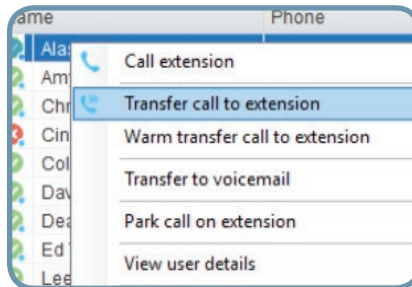 ame Phone
Alas
Call extension
Am
Chr
Transfer call to extension
Cin
Warm transfer call to extension
Col
Transfer to voicemail
Dav
Dea
Park call on extension
Ed
View user details
Lee